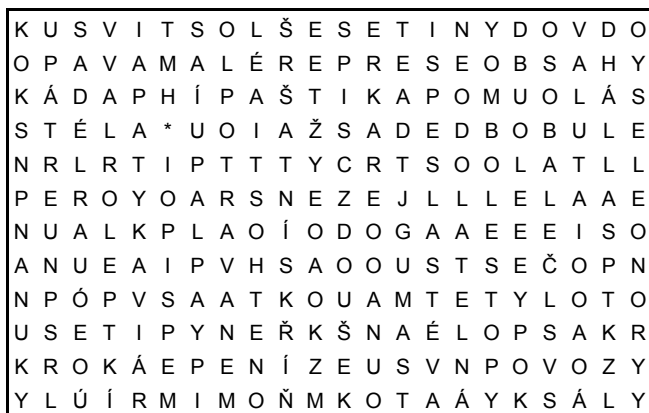 K U S V I T S O L Š E S E T I N Y D O V D O
O P A V A M A L É R E P R E S E O B S A H Y
K Á D A P H Í P A Š T I K A P O M U O L Á S
S T É L A * U O I A Ž S A D E D B O B U L E
N R L R T I P T T T Y C R T S O O L A T L L
P E R O Y O A R S N E Z E J L L L E L A A E
N U A L K P L A O Í O D O G A A E E E I S O
A N U E A I P V H S A O O U S T S E Č O P N
N P Ó P V S A A T K O U A M T E T Y L O T O
U S E T I P Y N E Ř K Š N A É L O P S A K R
K R O K Á E P E N Í Z E U S V N P O V O Z Y
Y L Ú Í R M I M O Ň M K O T A Á Y K S Á L Y